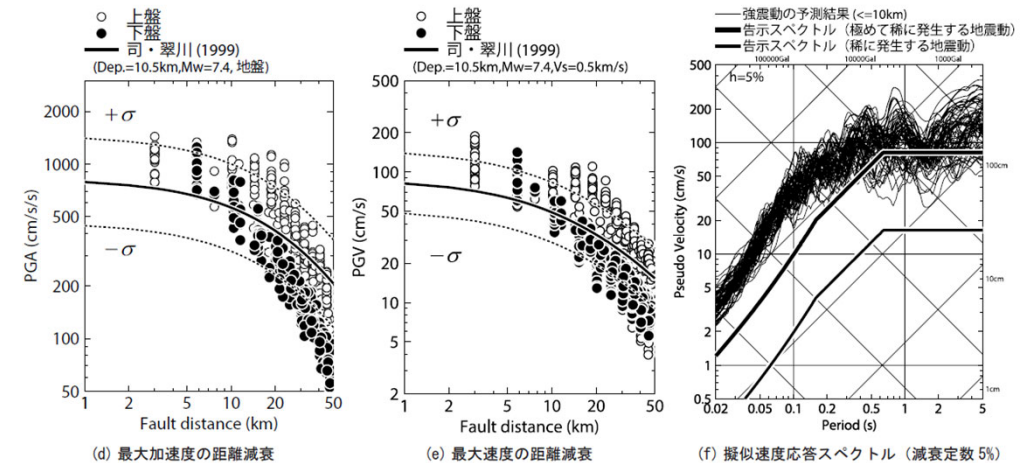 ○ 上盤
● 下盤
司・翠川 (1999)
(Dep.=10.5km,Mw=7.4, 地盤)
+σ
−σ
PGA (cm/s/s)
2000
1000
500
200
100
50
1 2 5 10 20 50
Fault distance (km)
(d) 最大加速度の距離減衰
○ 上盤
● 下盤
司・翠川 (1999)
(Dep.=10.5km,Mw=7.4,Vs=0.5km/s)
+σ
−σ
PGV (cm/s)
500
200
100
50
20
10
5
2
1 2 5 10 20 50
Fault distance (km)
(e) 最大速度の距離減衰
強震動の予測結果 (<=10km)
告示スペクトル（極めて稀に発生する地震動）
告示スペクトル（稀に発生する地震動）
100000Gal 10000Gal 1000Gal
h=5%
Pseudo Velocity (cm/s)
500
200
100
50
20
10
5
2
1
0.5
100cm
10cm
1cm
0.02 0.05 0.1 0.2 0.5 1 2 5
Period (s)
(f) 擬似速度応答スペクトル（減衰定数 5%）